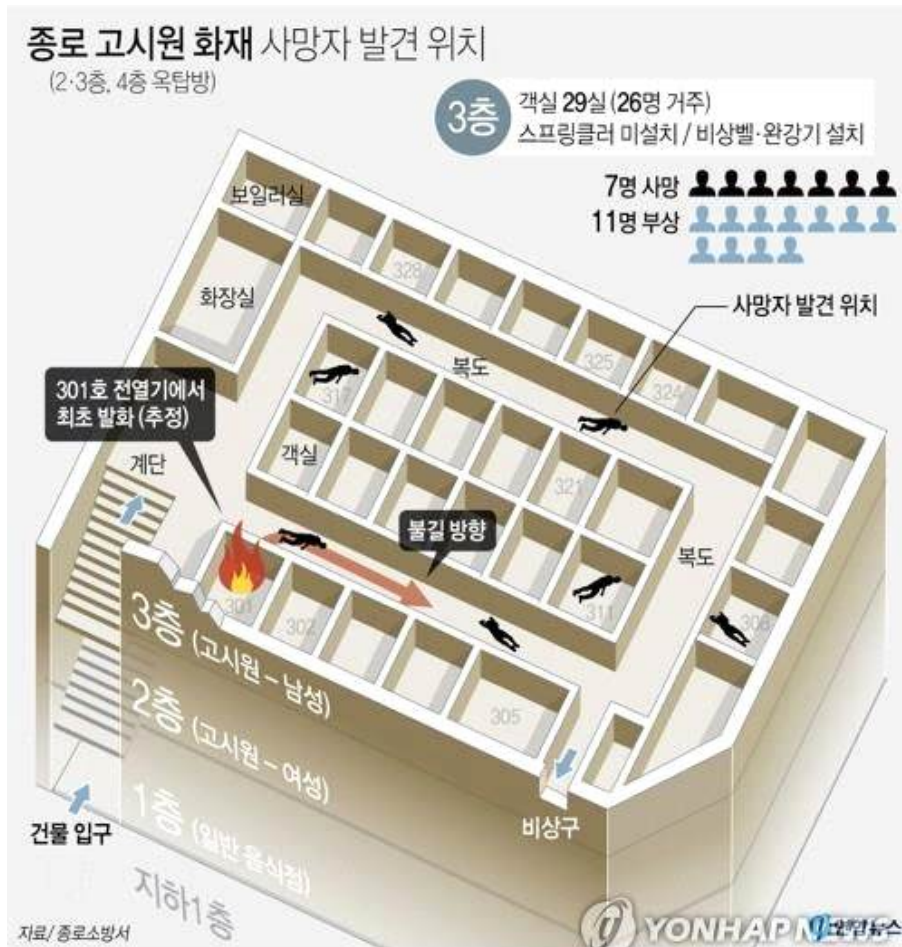 종로 고시원 화재 사망자 발견 위치
(2·3층, 4층 옥탑방)
3층
객실 29실 (26명 거주)
스프링클러 미설치 / 비상벨·완강기 설치
7명 사망
11명 부상
보일러실
328
화장실
사망자 발견 위치
325
복도
324
317
301호 전열기에서
최초 발화 (추정)
객실
계단
321
불길 방향
복도
311
308
301
302
305
3층 (고시원 – 남성)
2층 (고시원 – 여성)
1층 (일반 음식점)
지하1층
건물 입구
비상구
자료/ 종로소방서
YONHAP NEWS
연합뉴스